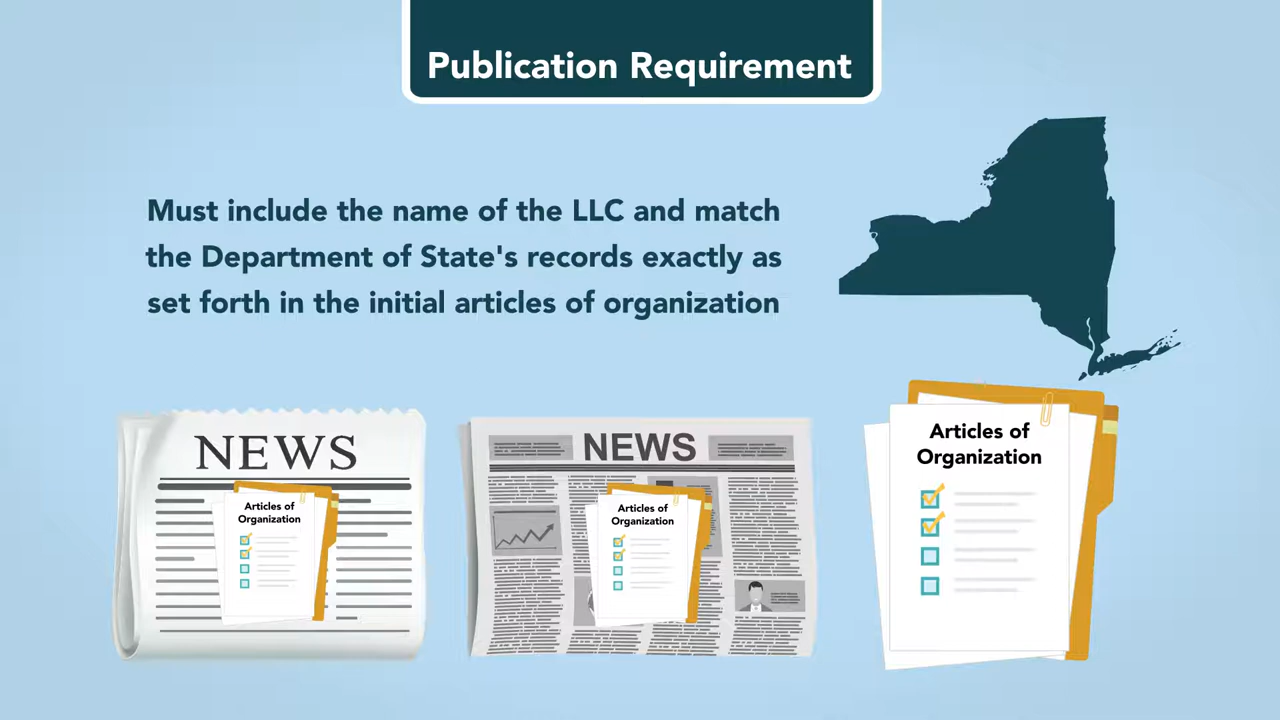 Publication Requirement
Must include the name of the LLC and match
the Department of State's records exactly as
set forth in the initial articles of organization
NEWS
Articles of
Organization
NEWS
Articles of
Organization
Articles of
Organization